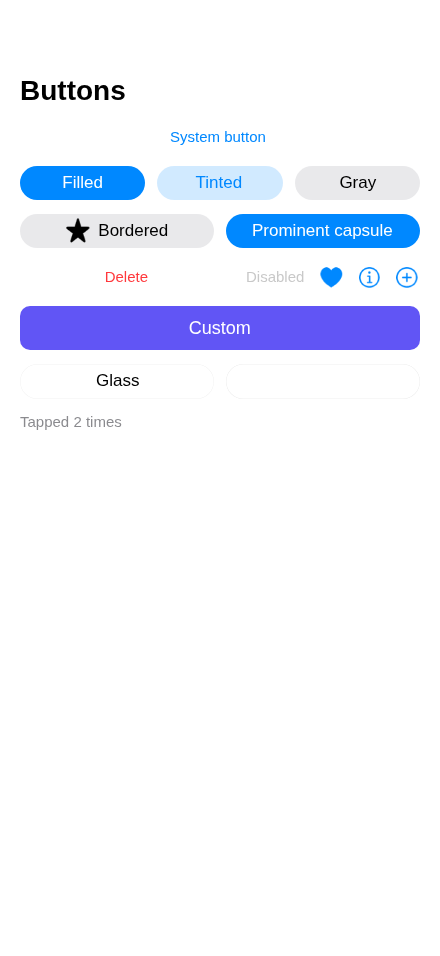 Buttons
System button
Filled Tinted Gray
Bordered Prominent capsule
Delete Disabled
Custom
Glass
Tapped 2 times